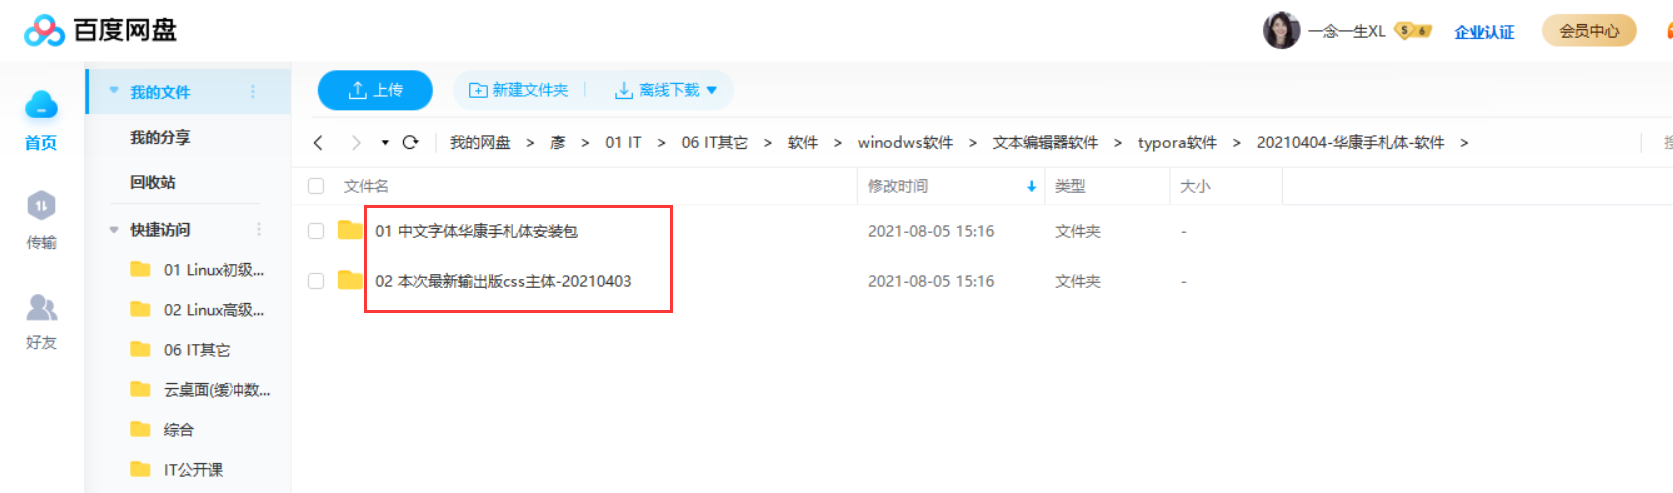 百度网盘
一念一生XL
S 6
企业认证
会员中心
首页
传输
好友
我的文件
我的分享
回收站
快捷访问
01 Linux初级...
02 Linux高级...
06 IT其它
云桌面(缓冲数...
综合
IT公开课
上传
新建文件夹
离线下载
我的网盘 > 彦 > 01 IT > 06 IT其它 > 软件 > winodws软件 > 文本编辑器软件 > typora软件 > 20210404-华康手札体-软件 >
文件名 修改时间 类型 大小
01 中文字体华康手札体安装包 2021-08-05 15:16 文件夹 -
02 本次最新输出版css主体-20210403 2021-08-05 15:16 文件夹 -